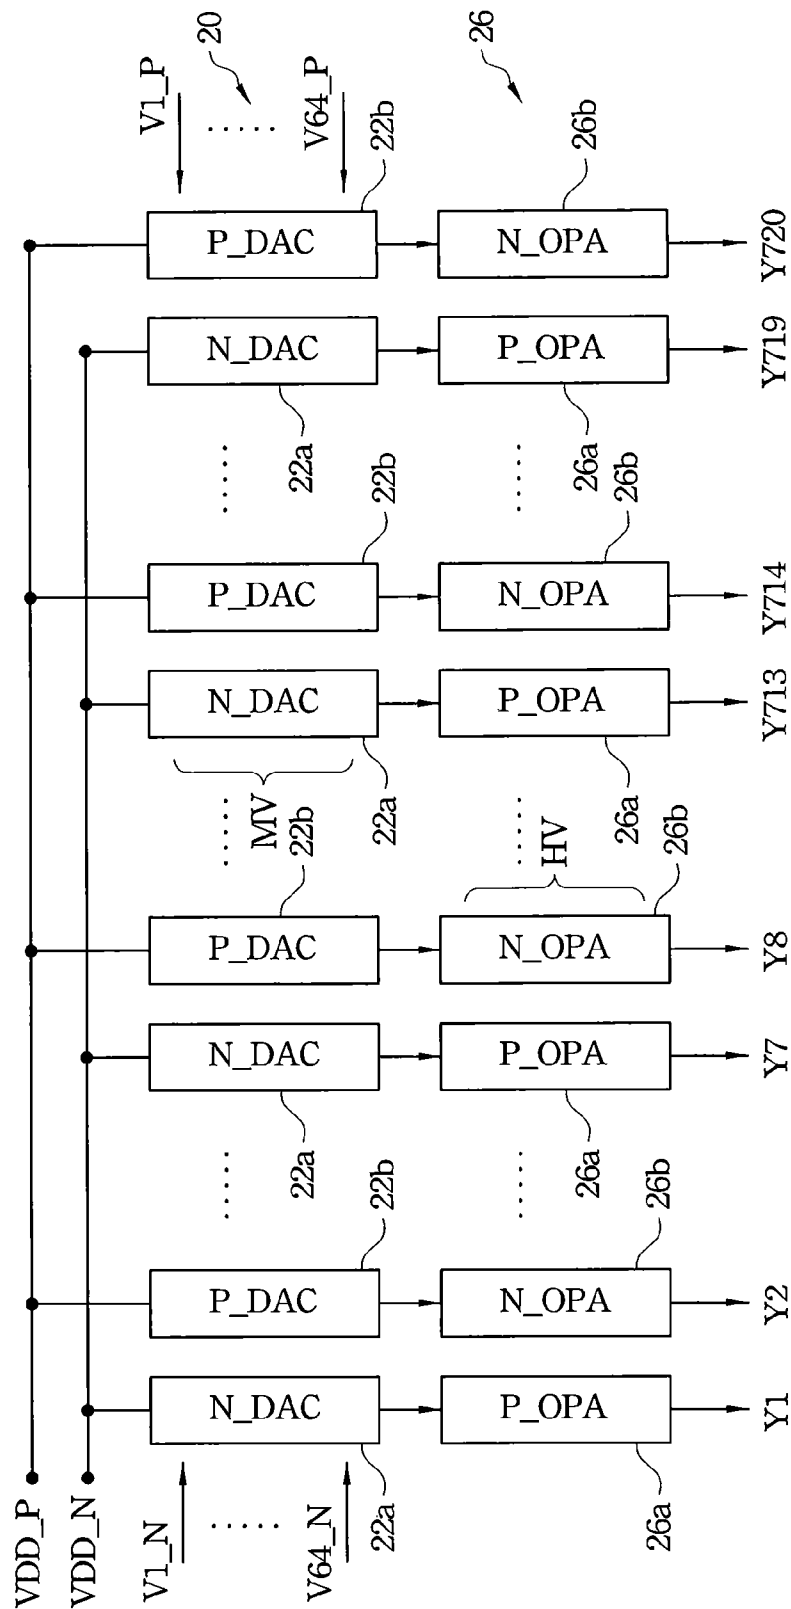 20
26
V1_P
·····
V64_P
VDD_P
VDD_N
V1_N
·····
V64_N
N_DAC
P_DAC
·····
N_DAC
P_DAC
·····
N_DAC
P_DAC
·····
N_DAC
P_DAC
22a
22b
22a
22b
MV
22a
22b
22a
22b
P_OPA
N_OPA
·····
P_OPA
N_OPA
·····
P_OPA
N_OPA
·····
P_OPA
N_OPA
26a
26b
26a
26b
HV
26a
26b
26a
26b
Y1
Y2
Y7
Y8
Y713
Y714
Y719
Y720